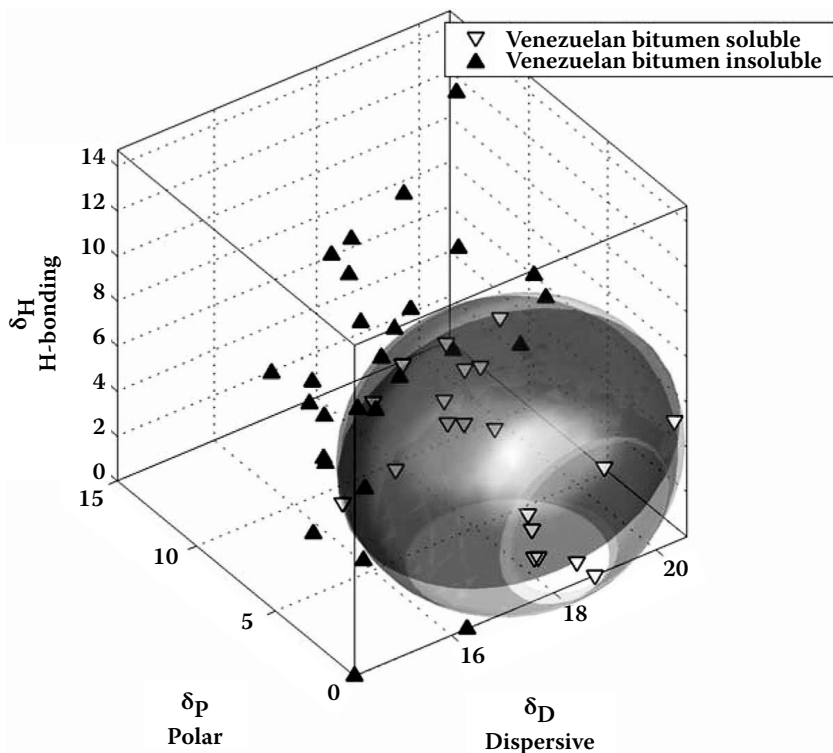 Venezuelan bitumen soluble
Venezuelan bitumen insoluble
14
12
10
8
6
4
2
0
δH
H-bonding
15
10
5
0
δP
Polar
16
18
20
δD
Dispersive